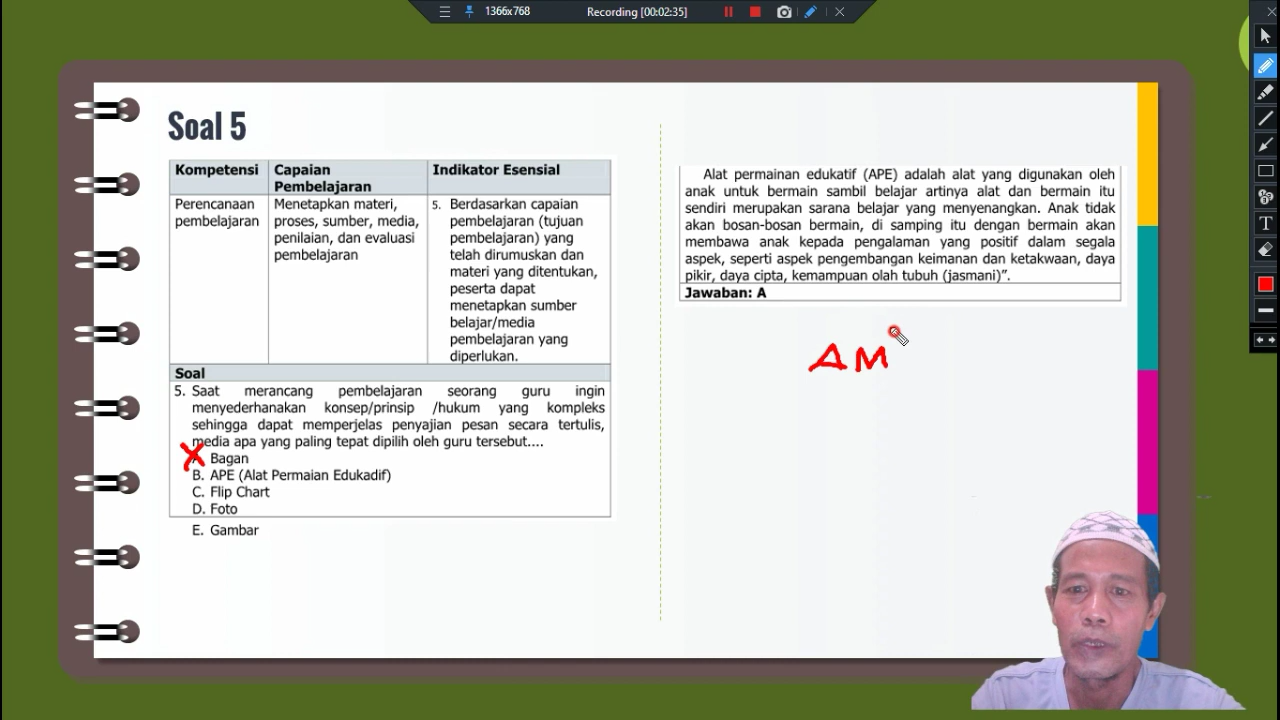 1366x768
Recording [00:02:35]
Soal 5
Kompetensi
Capaian
Pembelajaran
Indikator Esensial
Perencanaan
pembelajaran
Menetapkan materi,
proses, sumber, media,
penilaian, dan evaluasi
pembelajaran
5. Berdasarkan capaian
pembelajaran (tujuan
pembelajaran) yang
telah dirumuskan dan
materi yang ditentukan,
peserta dapat
menetapkan sumber
belajar/media
pembelajaran yang
diperlukan.
Soal
5. Saat merancang pembelajaran seorang guru ingin
menyederhanakan konsep/prinsip /hukum yang kompleks
sehingga dapat memperjelas penyajian pesan secara tertulis,
media apa yang paling tepat dipilih oleh guru tersebut....
A. Bagan
B. APE (Alat Permaian Edukadif)
C. Flip Chart
D. Foto
E. Gambar
Alat permainan edukatif (APE) adalah alat yang digunakan oleh
anak untuk bermain sambil belajar artinya alat dan bermain itu
sendiri merupakan sarana belajar yang menyenangkan. Anak tidak
akan bosan-bosan bermain, di samping itu dengan bermain akan
membawa anak kepada pengalaman yang positif dalam segala
aspek, seperti aspek pengembangan keimanan dan ketakwaan, daya
pikir, daya cipta, kemampuan olah tubuh (jasmani)”.
Jawaban: A
AM
T